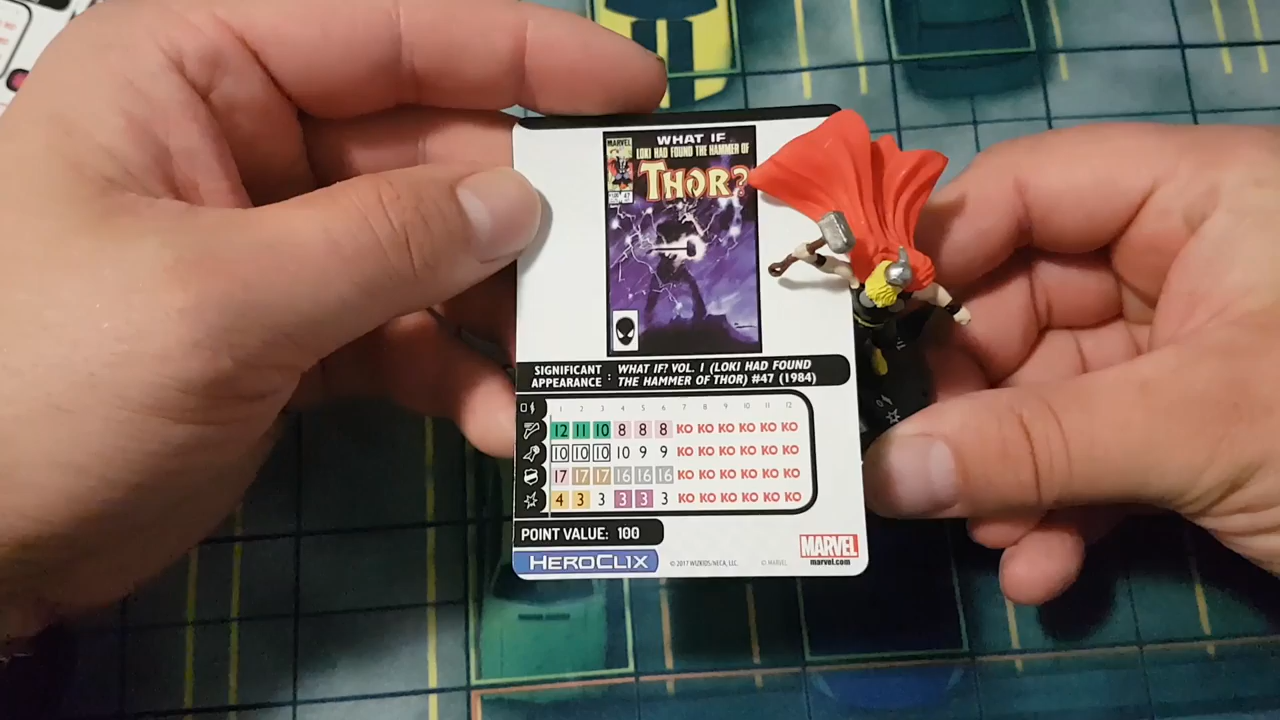 WHAT IF
LOKI HAD FOUND THE HAMMER OF
MARVEL
THOR?
47
SIGNIFICANT APPEARANCE : WHAT IF? VOL. 1 (LOKI HAD FOUND
THE HAMMER OF THOR) #47 (1984)
1 2 3 4 5 6 7 8 9 10 11 12
12 11 10 8 8 8 KO KO KO KO KO KO
10 10 10 10 9 9 KO KO KO KO KO KO
17 17 17 16 16 16 KO KO KO KO KO KO
4 3 3 3 3 3 KO KO KO KO KO KO
POINT VALUE: 100
HEROCLIX
© 2017 WIZKIDS/NECA, LLC.
© MARVEL
MARVEL
marvel.com